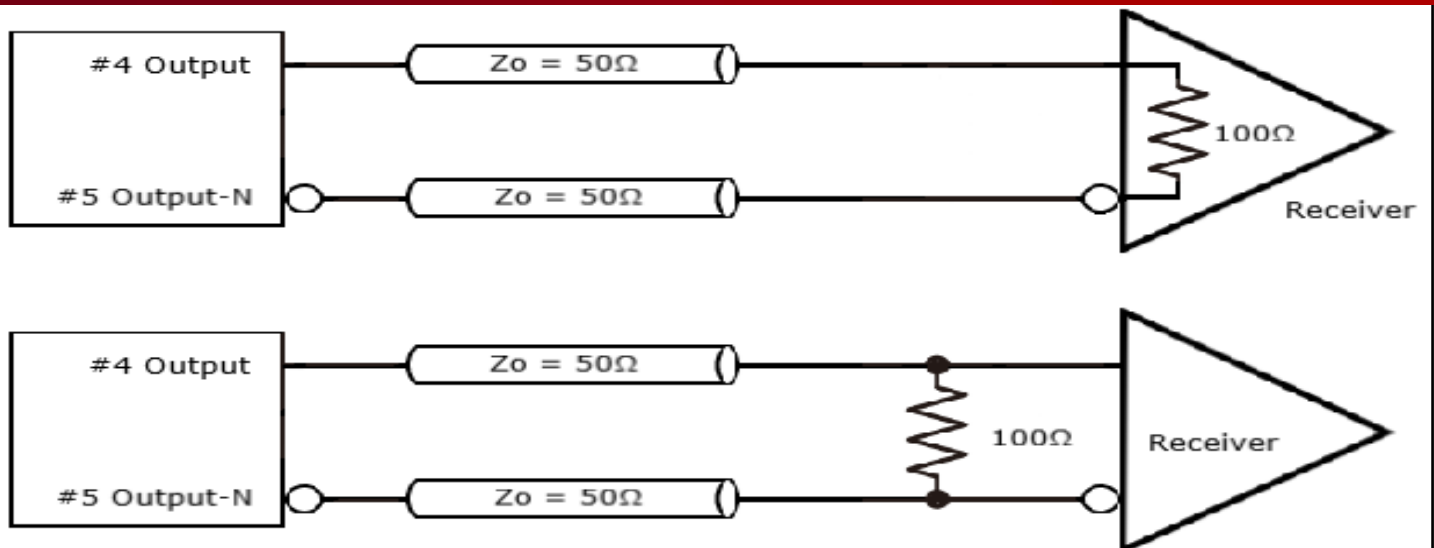 #4 Output
Zo = 50Ω
100Ω
#5 Output-N
Zo = 50Ω
Receiver
#4 Output
Zo = 50Ω
100Ω
Receiver
#5 Output-N
Zo = 50Ω